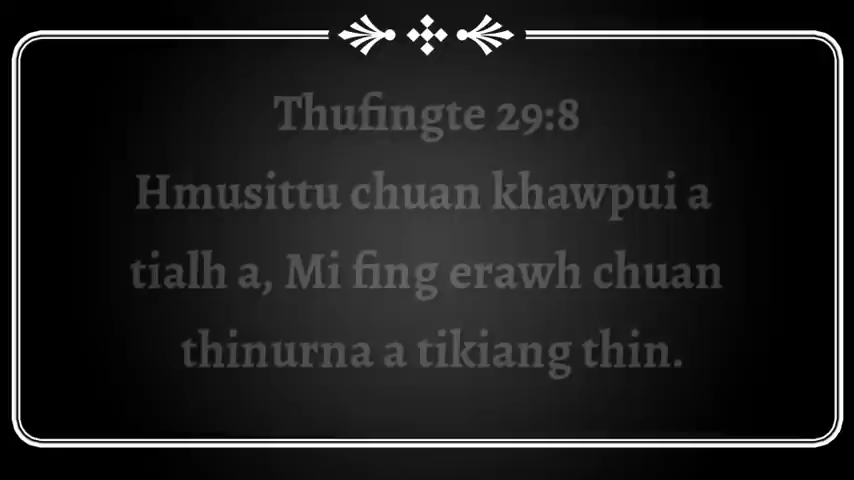 Thufingte 29:8
Hmusittu chuan khawpui a
tialh a, Mi fing erawh chuan
thinurna a tikiang thin.